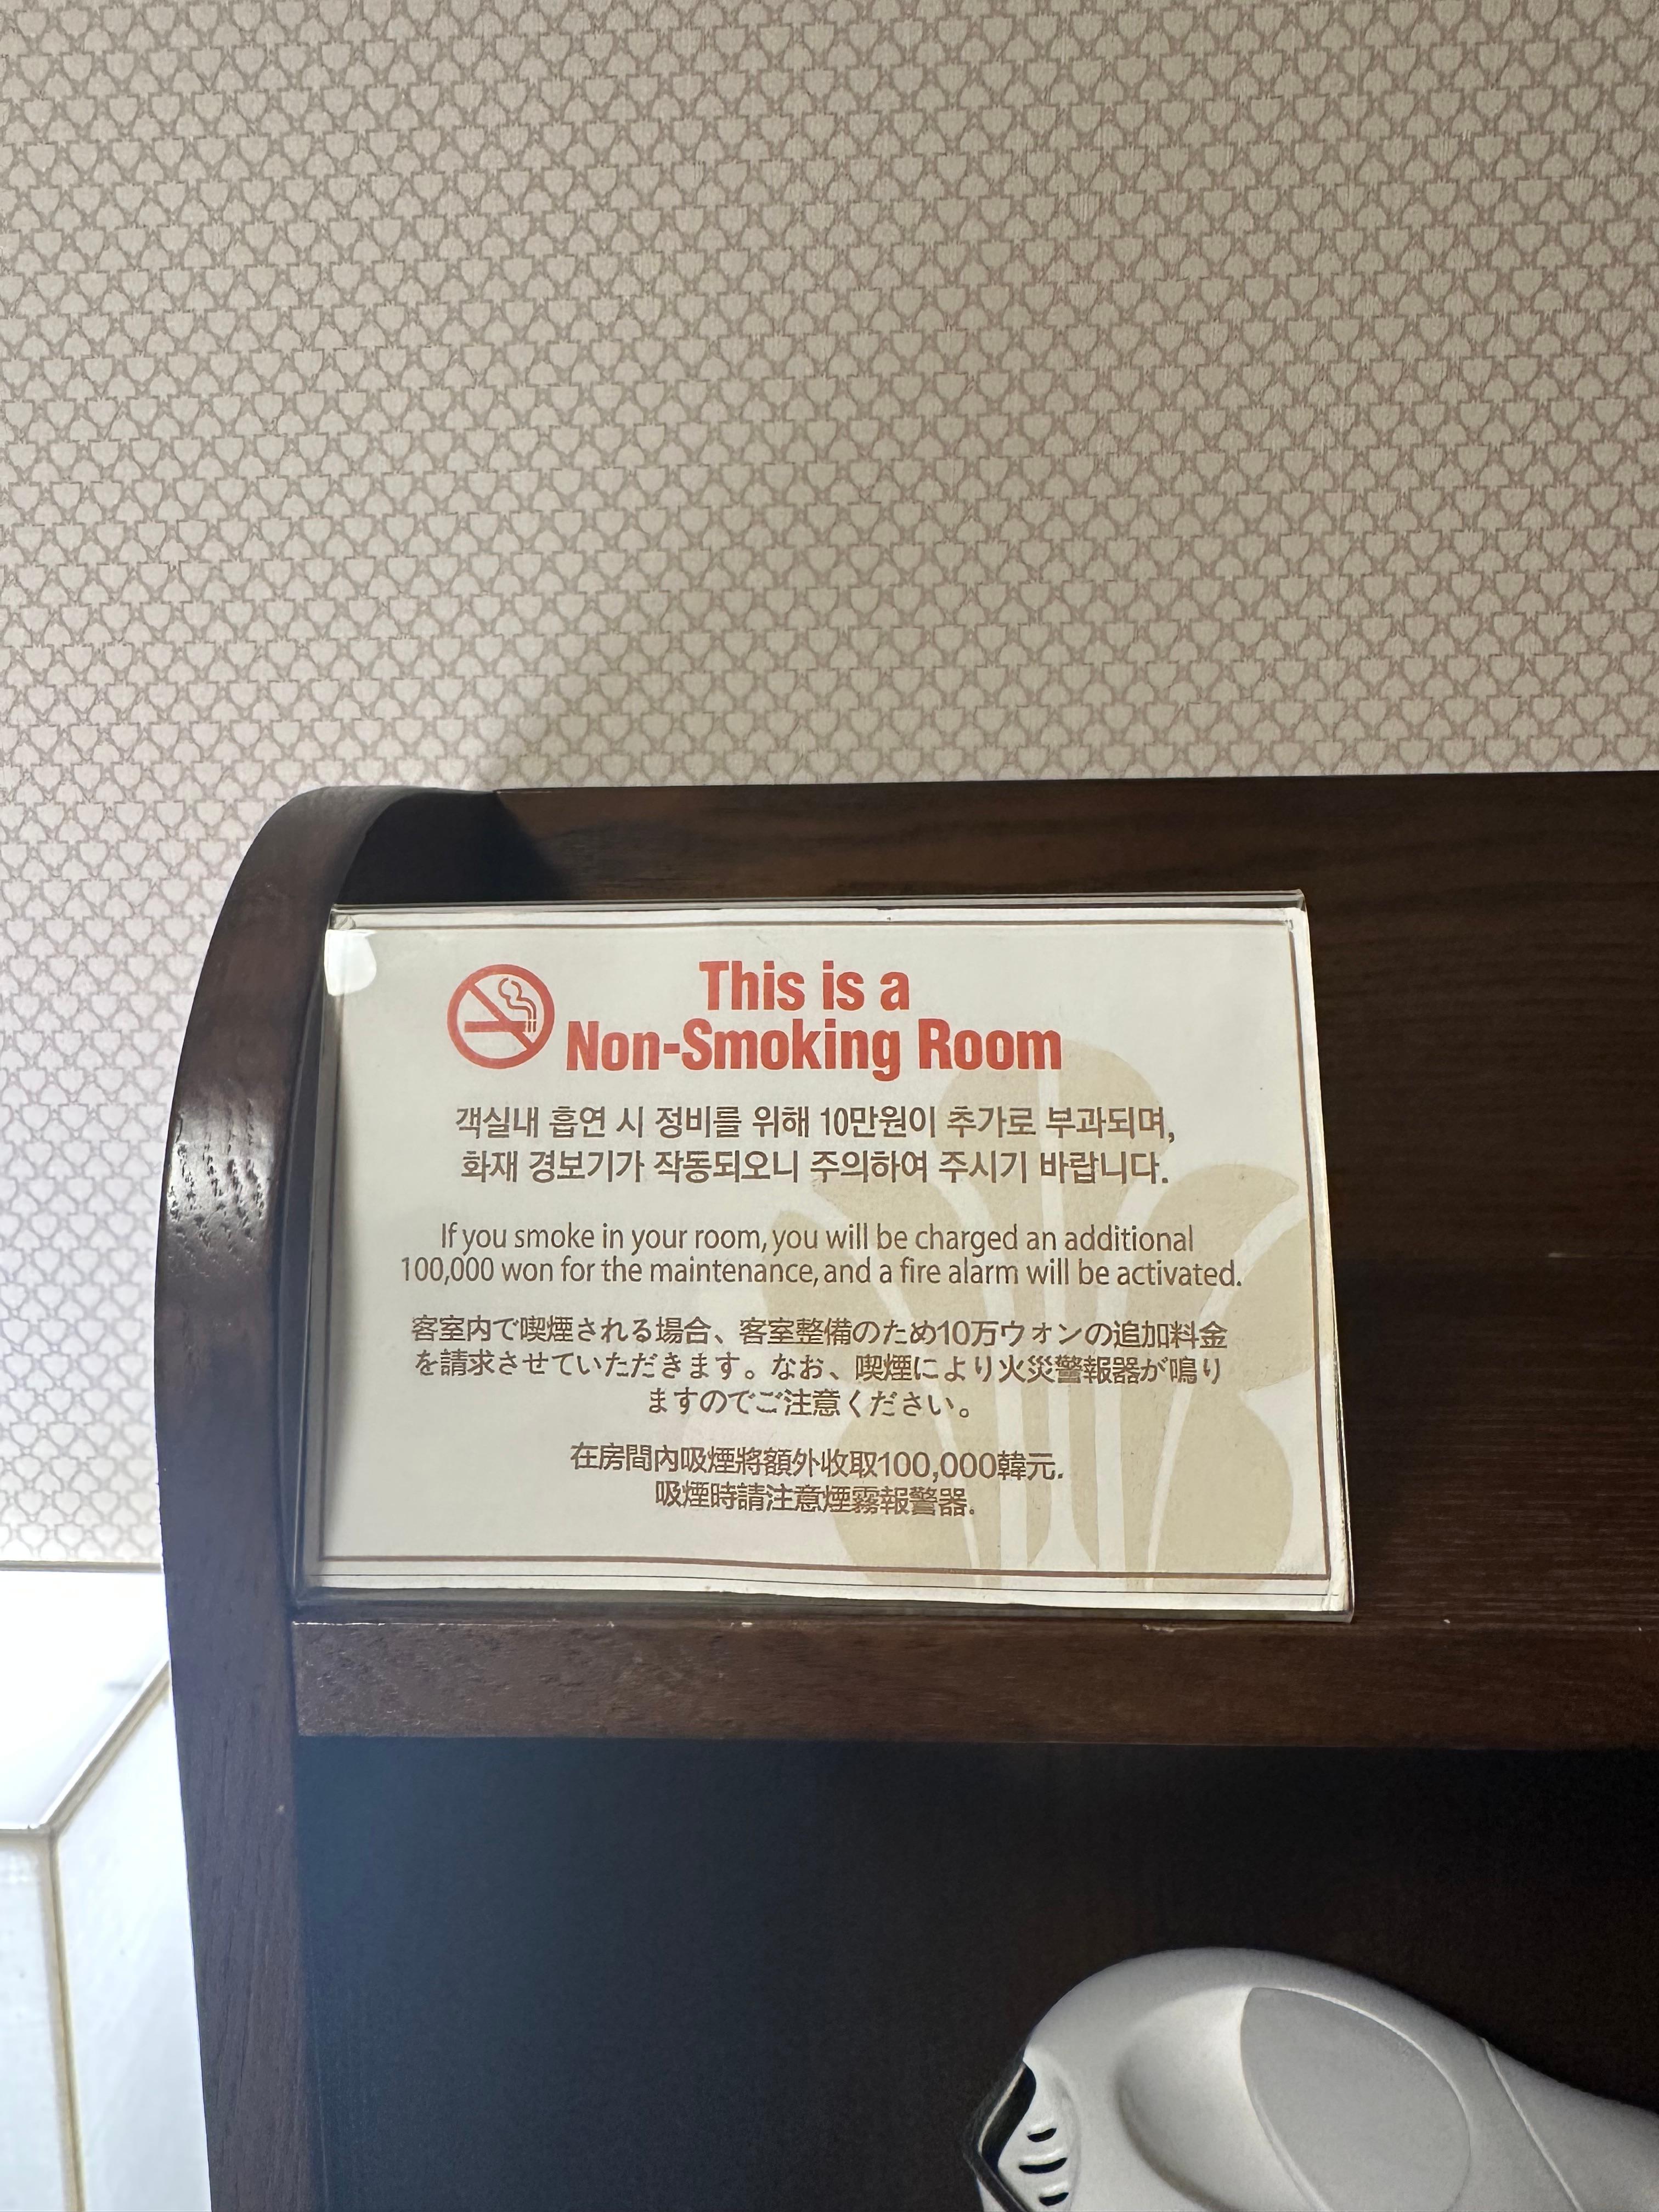 This is a
Non-Smoking Room
객실내 흡연 시 정비를 위해 10만원이 추가로 부과되며,
화재 경보기가 작동되오니 주의하여 주시기 바랍니다.
If you smoke in your room, you will be charged an additional
100,000 won for the maintenance, and a fire alarm will be activated.
客室内で喫煙される場合、客室整備のため10万ウォンの追加料金
を請求させていただきます。なお、喫煙により火災警報器が鳴り
ますのでご注意ください。
在房間內吸煙將額外收取100,000韓元.
吸煙時請注意煙霧報警器.